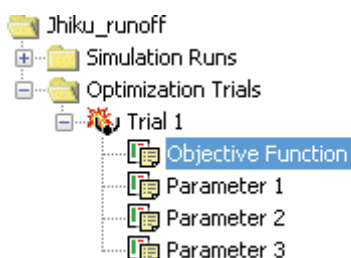 Jhiku_runoff
Simulation Runs
Optimization Trials
Trial 1
Objective Function
Parameter 1
Parameter 2
Parameter 3